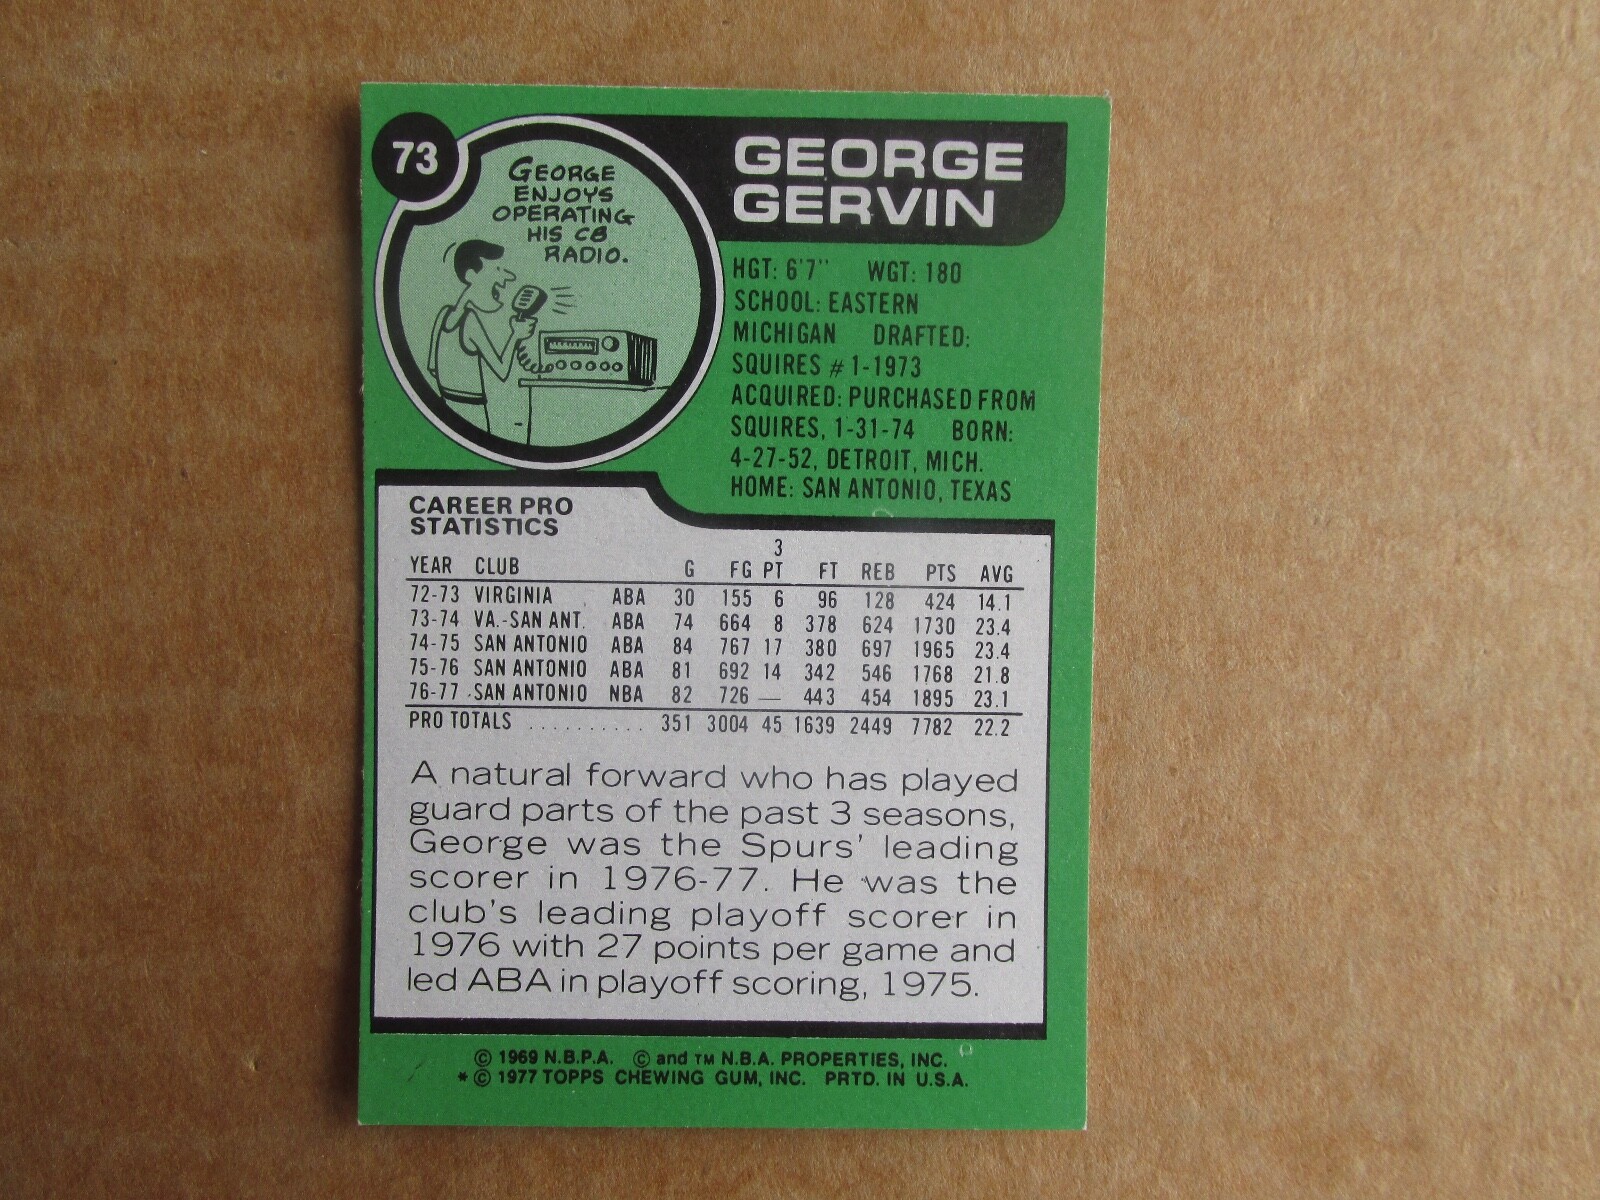 73
GEORGE
ENJOYS
OPERATING
HIS CB
RADIO.
GEORGE
GERVIN
HGT: 6'7" WGT: 180
SCHOOL: EASTERN
MICHIGAN DRAFTED:
SQUIRES #1-1973
ACQUIRED: PURCHASED FROM
SQUIRES, 1-31-74 BORN:
4-27-52, DETROIT, MICH.
HOME: SAN ANTONIO, TEXAS
CAREER PRO
STATISTICS
3
YEAR CLUB G FG PT FT REB PTS AVG
72-73 VIRGINIA ABA 30 155 6 96 128 424 14.1
73-74 VA.-SAN ANT. ABA 74 664 8 378 624 1730 23.4
74-75 SAN ANTONIO ABA 84 767 17 380 697 1965 23.4
75-76 SAN ANTONIO ABA 81 692 14 342 546 1768 21.8
76-77 SAN ANTONIO NBA 82 726 — 443 454 1895 23.1
PRO TOTALS .......... 351 3004 45 1639 2449 7782 22.2
A natural forward who has played
guard parts of the past 3 seasons,
George was the Spurs' leading
scorer in 1976-77. He was the
club's leading playoff scorer in
1976 with 27 points per game and
led ABA in playoff scoring, 1975.
© 1969 N.B.P.A. © and TM N.B.A. PROPERTIES, INC.
* © 1977 TOPPS CHEWING GUM, INC. PRTD. IN U.S.A.